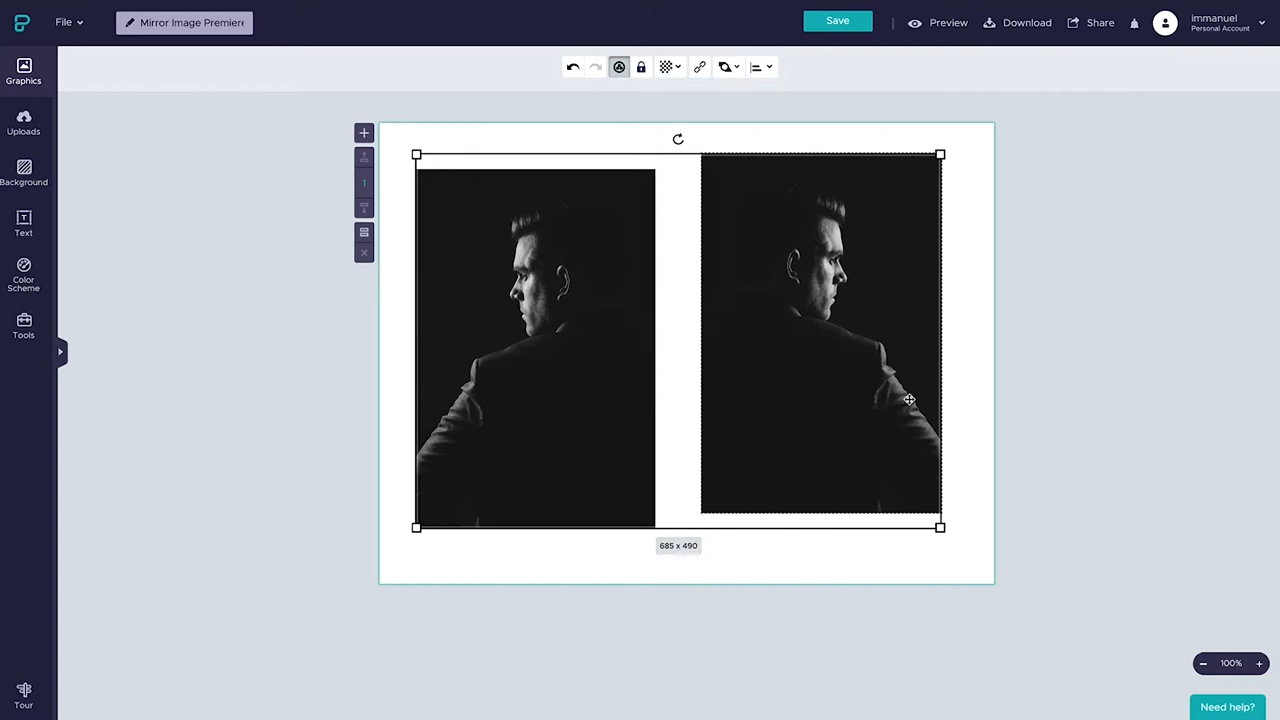 File
Mirror Image Premiere
Save
Preview
Download
Share
immanuel
Personal Account
Graphics
Uploads
Background
Text
Color
Scheme
Tools
Tour
1
T
685 x 490
100%
Need help?